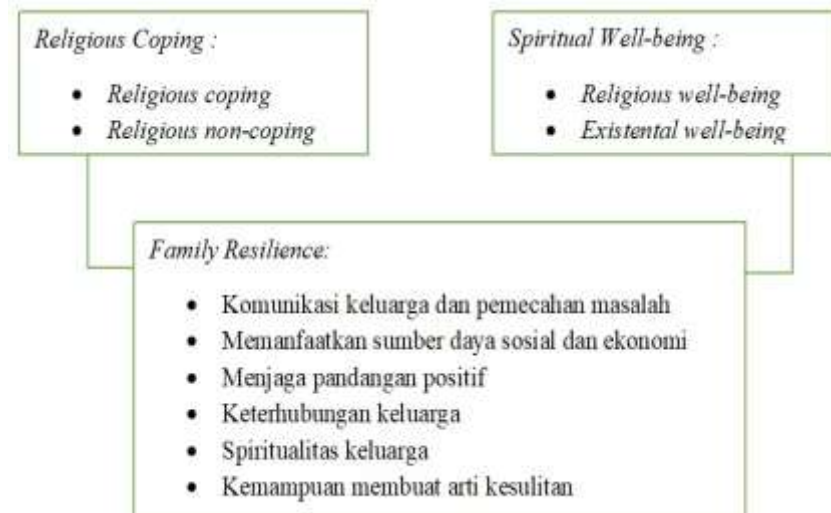 Religious Coping :
• Religious coping
• Religious non-coping
Spiritual Well-being :
• Religious well-being
• Existental well-being
Family Resilience:
• Komunikasi keluarga dan pemecahan masalah
• Memanfaatkan sumber daya sosial dan ekonomi
• Menjaga pandangan positif
• Keterhubungan keluarga
• Spiritualitas keluarga
• Kemampuan membuat arti kesulitan